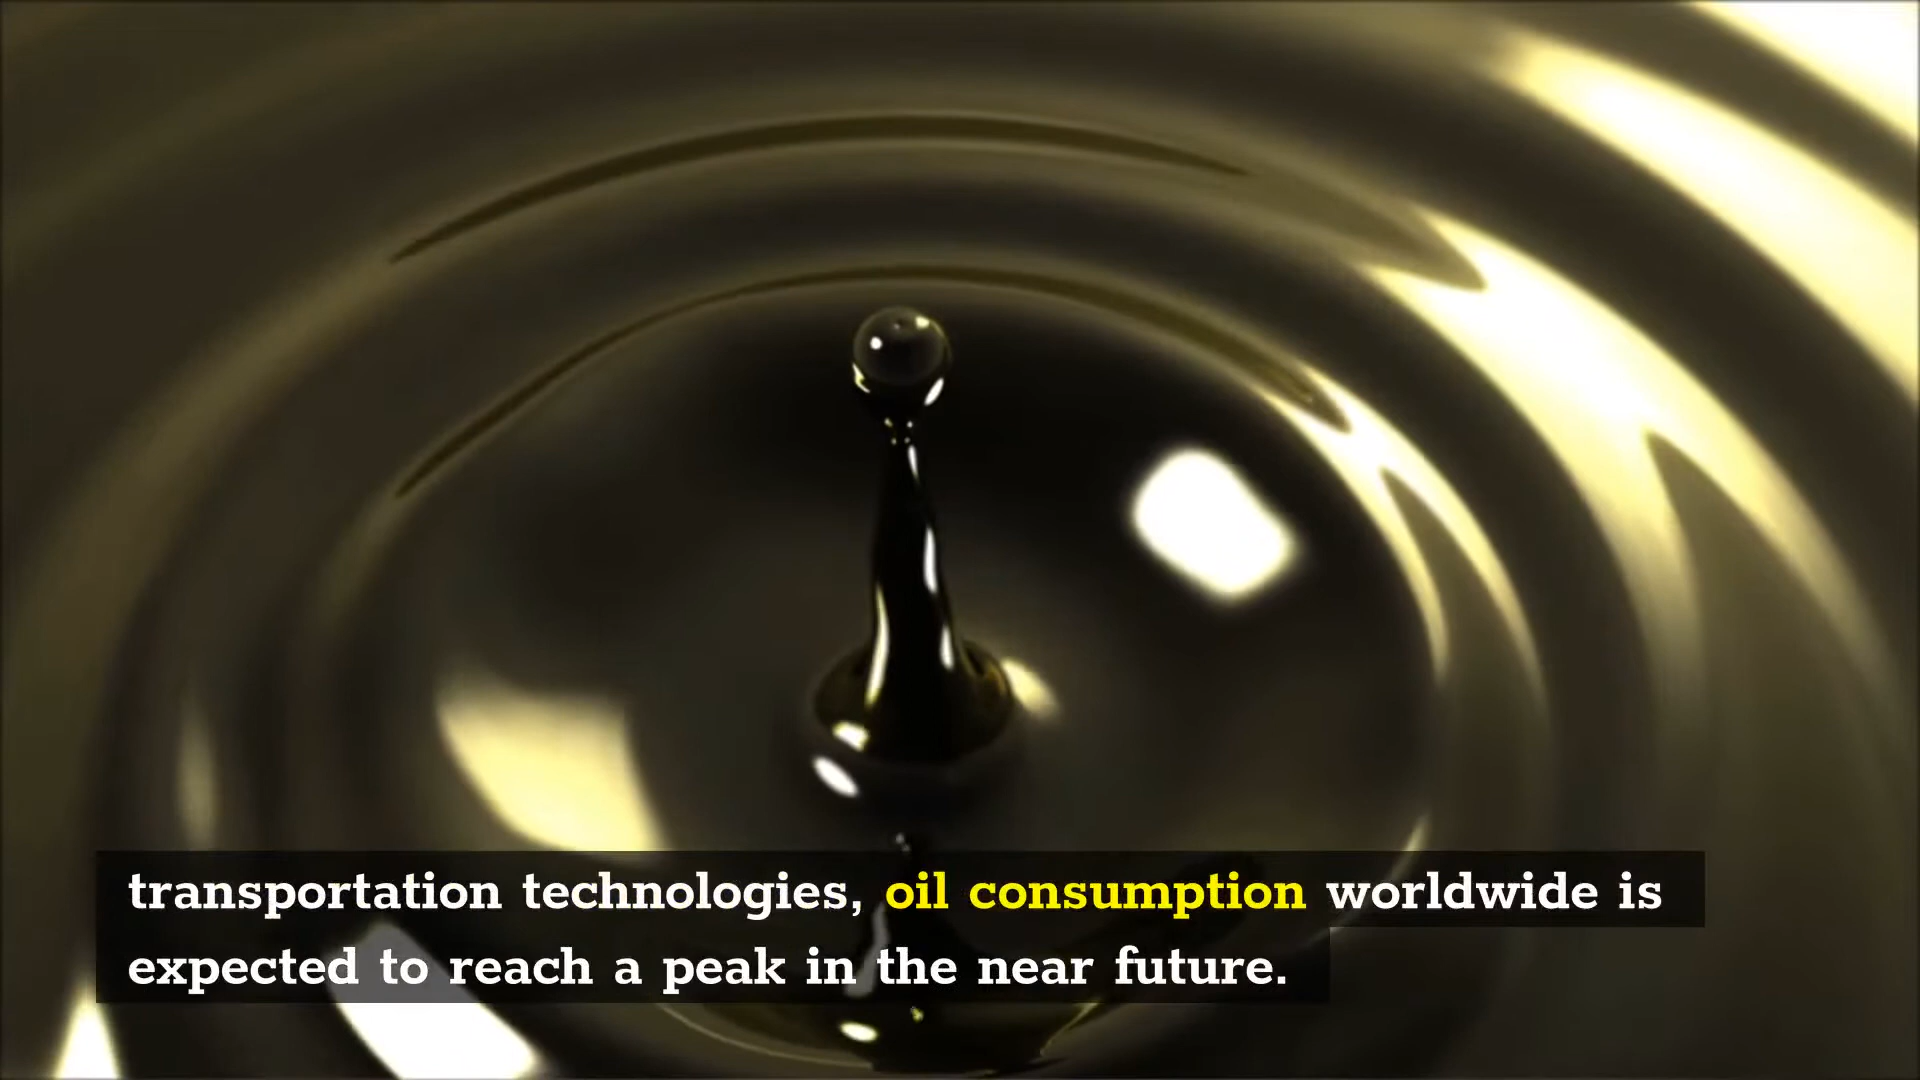 transportation technologies, oil consumption worldwide is
expected to reach a peak in the near future.